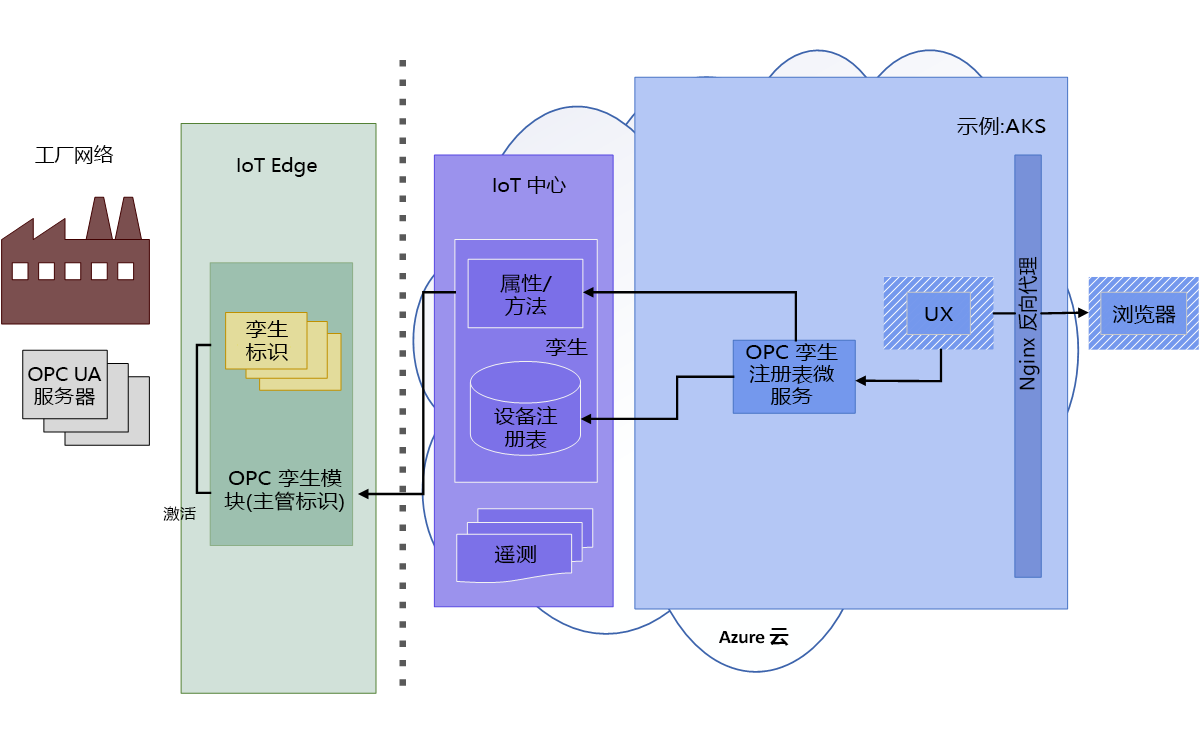 工厂网络
OPC UA
服务器
IoT Edge
孪生
标识
OPC 孪生模
块(主管标识)
激活
IoT 中心
属性/
方法
孪生
设备注
册表
遥测
示例:AKS
OPC 孪生
注册表微
服务
UX
Nginx 反向代理
浏览器
Azure 云